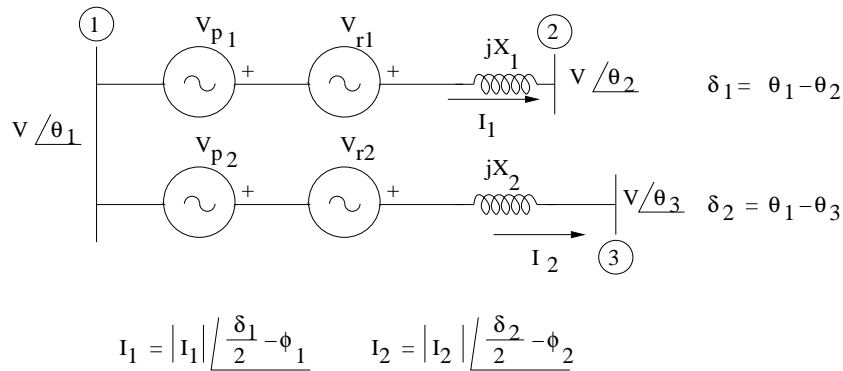 1
V_p1
V_r1
jX_1
2
V ∠θ_2
δ_1 = θ_1−θ_2
+
+
I_1
V ∠θ_1
V_p2
V_r2
jX_2
V ∠θ_3
δ_2 = θ_1−θ_3
+
+
I_2
3
I_1 = |I_1| ∠ δ_1/2 −φ_1
I_2 = |I_2| ∠ δ_2/2 −φ_2